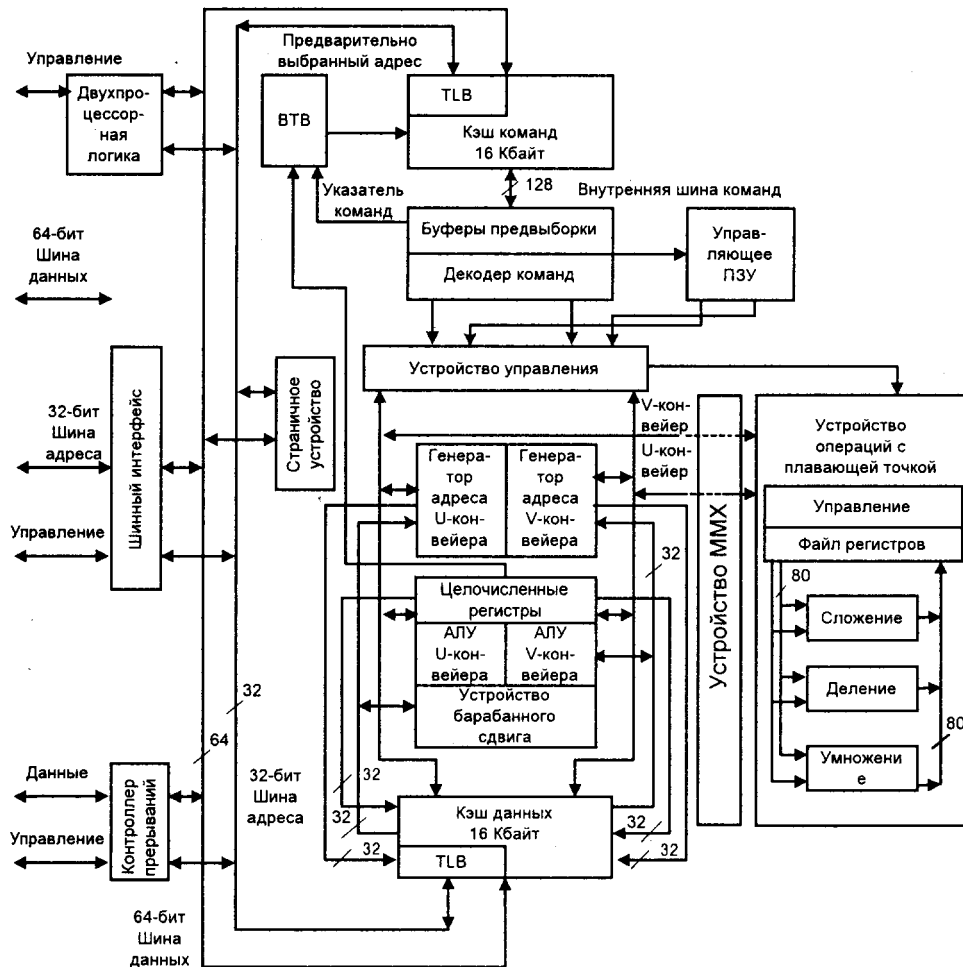 Предварительно
выбранный адрес
Управление
Двухпро-
цессор-
ная
логика
BTB
TLB
Кэш команд
16 Кбайт
128
Внутренняя шина команд
Указатель
команд
64-бит
Шина
данных
Буферы предвыборки
Декодер команд
Управ-
ляющее
ПЗУ
Устройство управления
32-бит
Шина
адреса
Управление
Шинный интерфейс
Страничное
устройство
V-кон-
вейер
U-кон-
вейер
Генера-
тор
адреса
U-кон-
вейера
Генера-
тор
адреса
V-кон-
вейера
32
Устройство MMX
Устройство
операций с
плавающей точкой
Управление
Файл регистров
80
Сложение
Деление
Умножени
е
80
Целочисленные
регистры
АЛУ
U-кон-
вейера
АЛУ
V-кон-
вейера
Устройство
барабанного
сдвига
32
64
Данные
Управление
Контроллер
прерываний
32-бит
Шина
адреса
32
32
32
Кэш данных
16 Кбайт
TLB
32
32
64-бит
Шина
данных